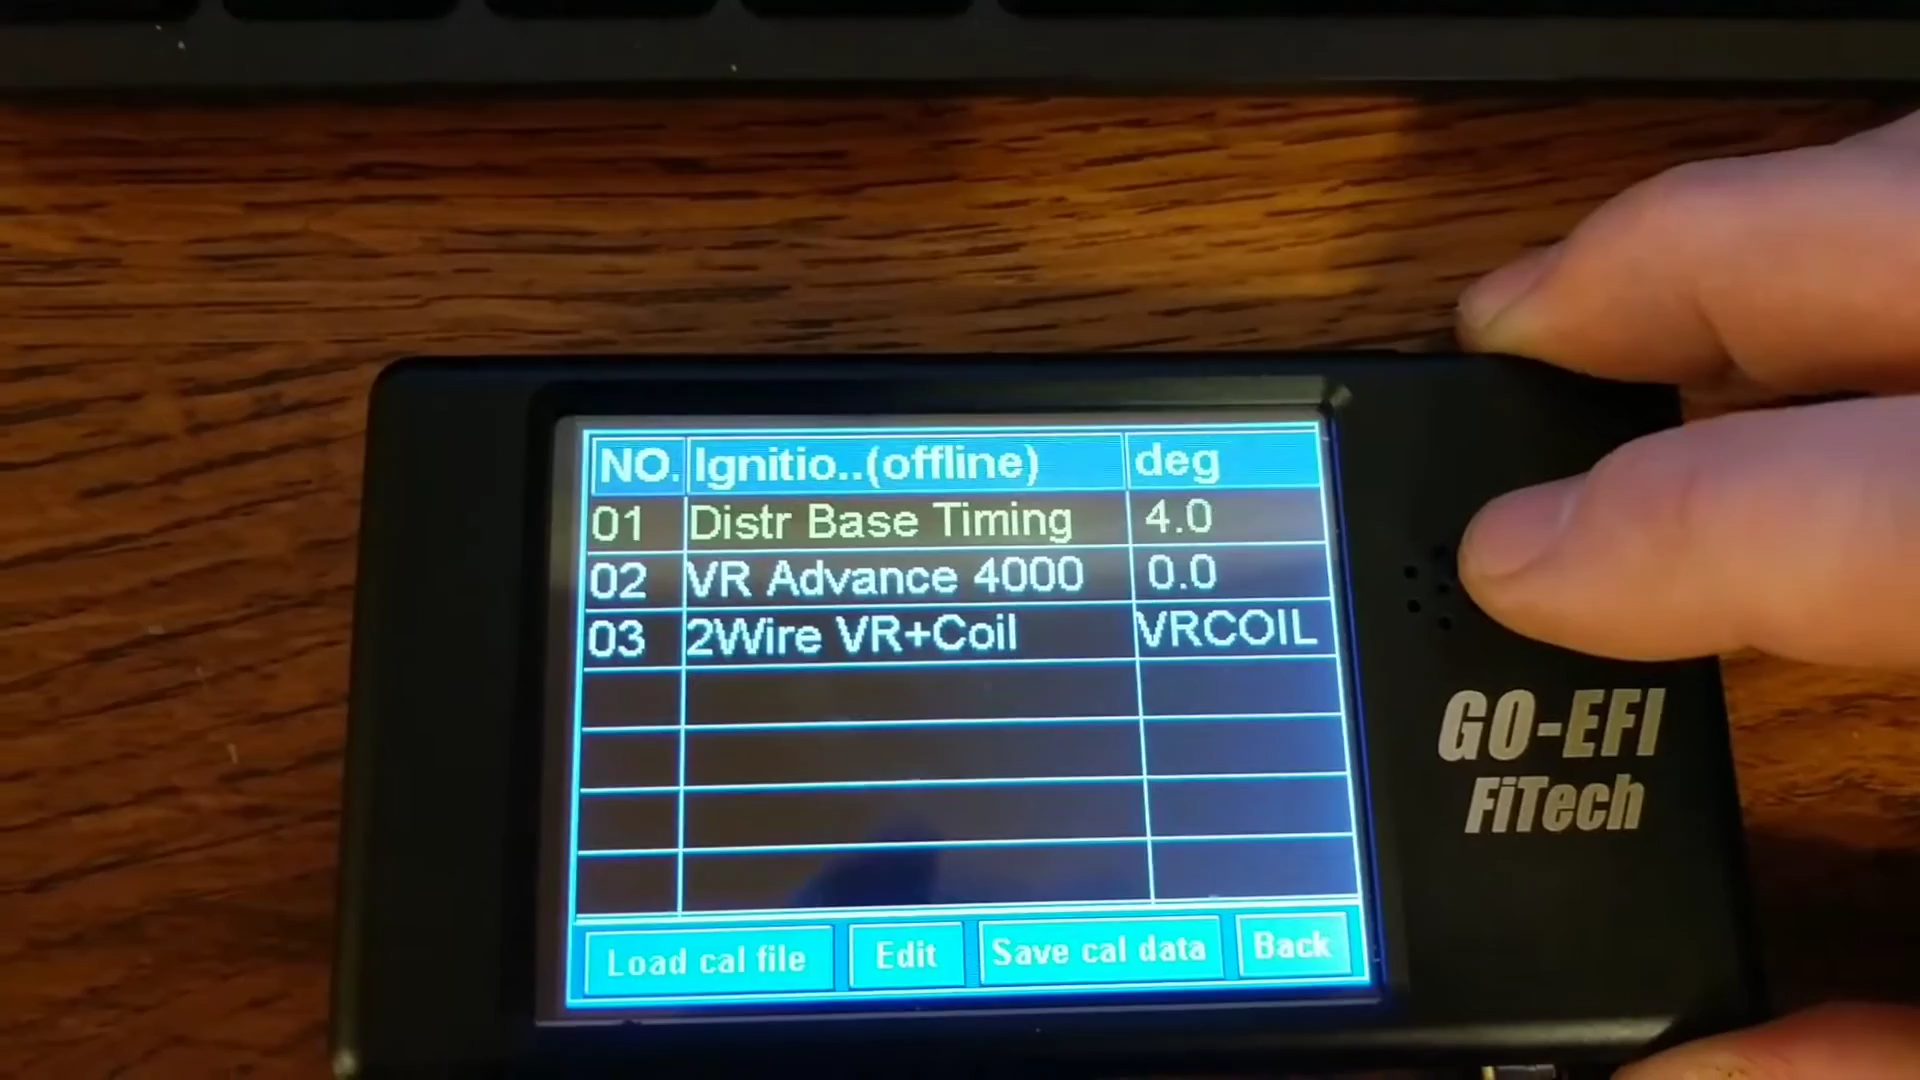 NO. Ignitio..(offline) deg
01 Distr Base Timing 4.0
02 VR Advance 4000 0.0
03 2Wire VR+Coil VRCOIL
GO-EFI
FiTech
Load cal file Edit Save cal data Back